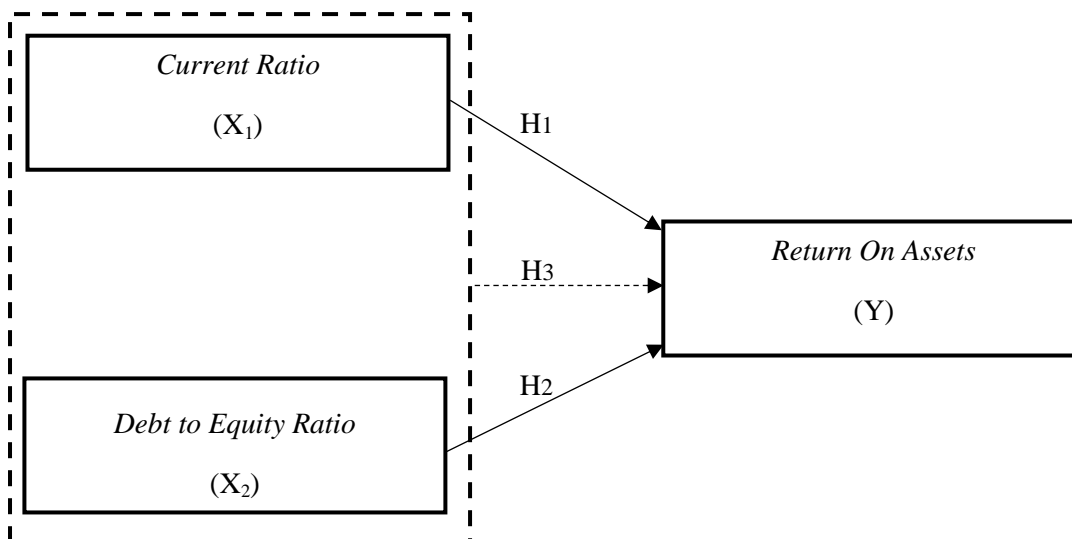 Current Ratio
(X₁)
H1
Return On Assets
H3
(Y)
H2
Debt to Equity Ratio
(X₂)